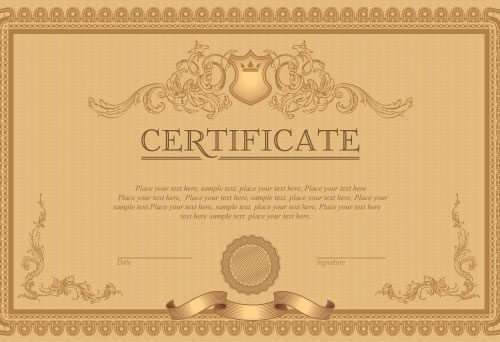 CERTIFICATE
Place your text here, sample text. place your text here, Place your text here
Place your text here,  Place your text here, sample text. place your text here, Place your
sample text.Place your text here, sample text. place your text here, Place your text here
text here sample text, place your text here,
Date
Signature